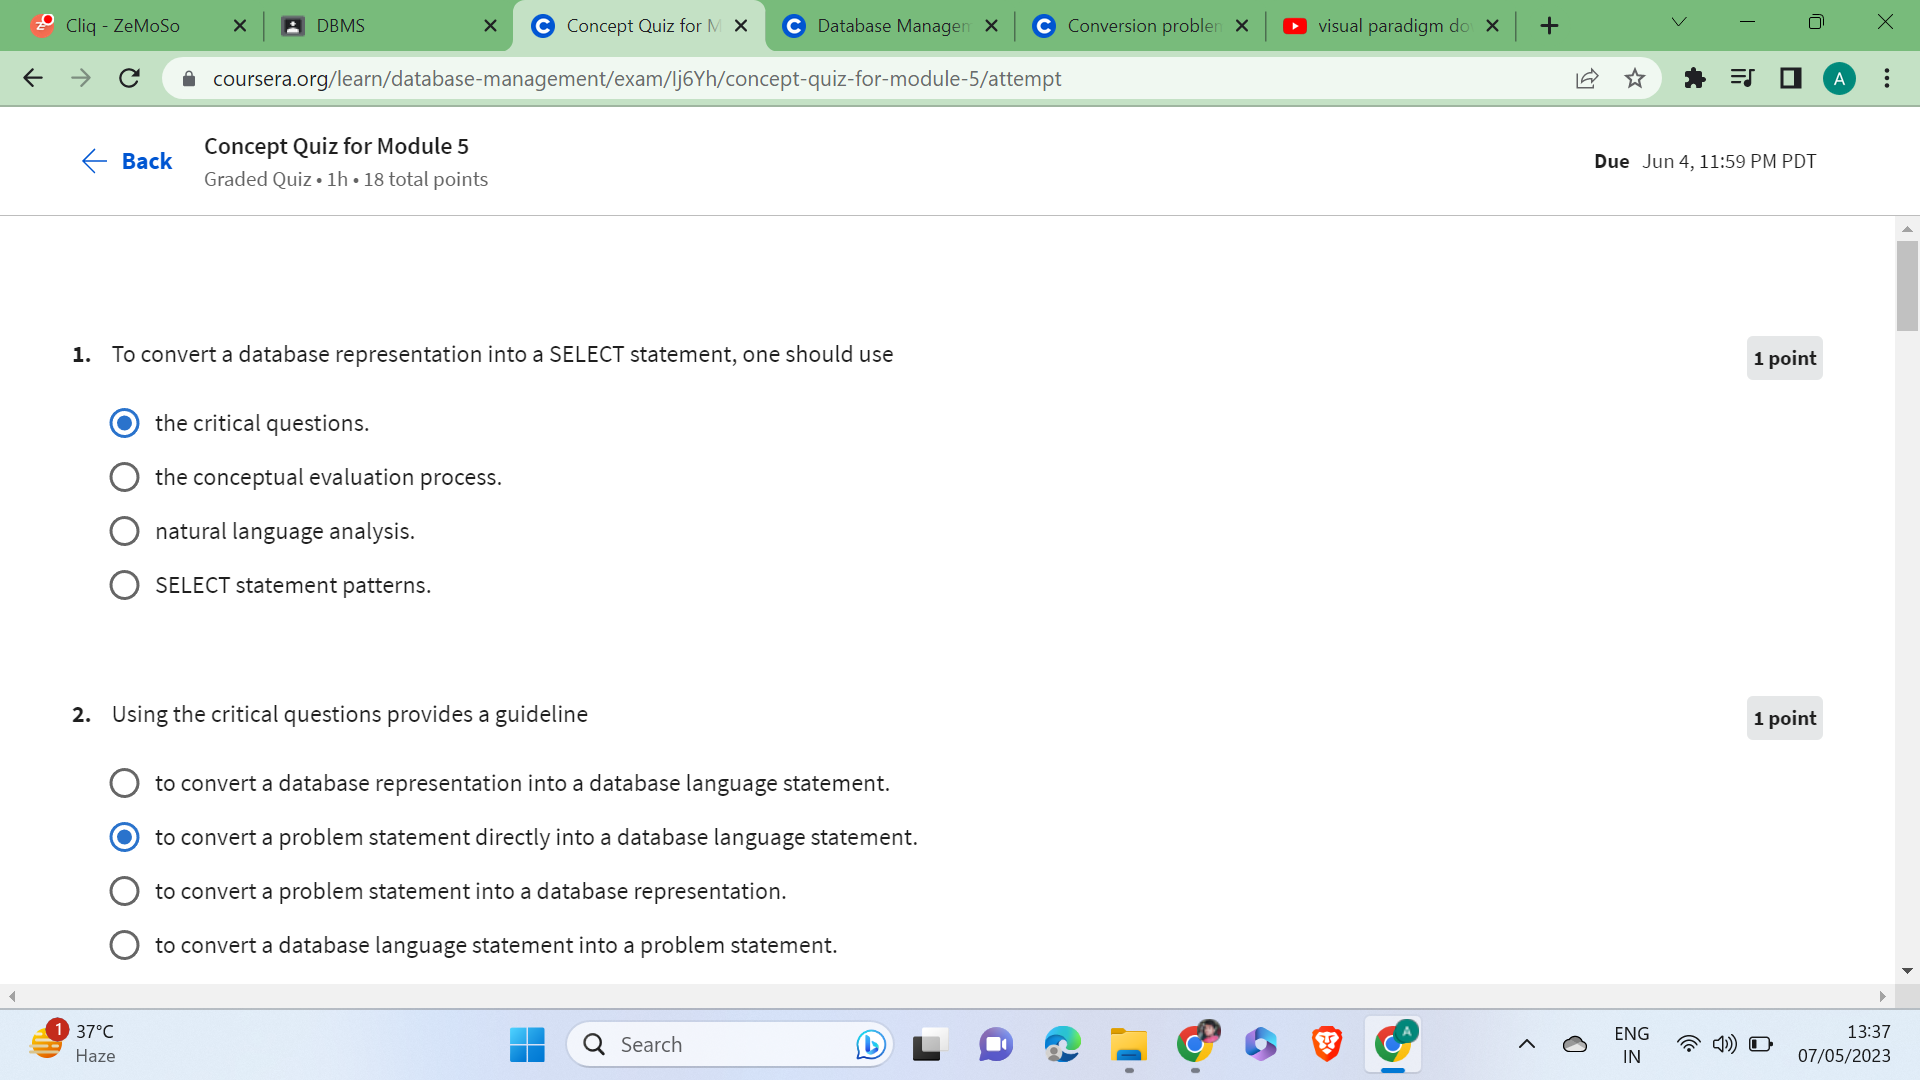 Cliq - ZeMoSo
DBMS
Concept Quiz for M
Database Managem
Conversion problem
visual paradigm do
coursera.org/learn/database-management/exam/Ij6Yh/concept-quiz-for-module-5/attempt
A
Back
Concept Quiz for Module 5
Graded Quiz • 1h • 18 total points
Due Jun 4, 11:59 PM PDT
1. To convert a database representation into a SELECT statement, one should use
1 point
the critical questions.
the conceptual evaluation process.
natural language analysis.
SELECT statement patterns.
2. Using the critical questions provides a guideline
1 point
to convert a database representation into a database language statement.
to convert a problem statement directly into a database language statement.
to convert a problem statement into a database representation.
to convert a database language statement into a problem statement.
1
37°C
Haze
Search
A
ENG
IN
13:37
07/05/2023